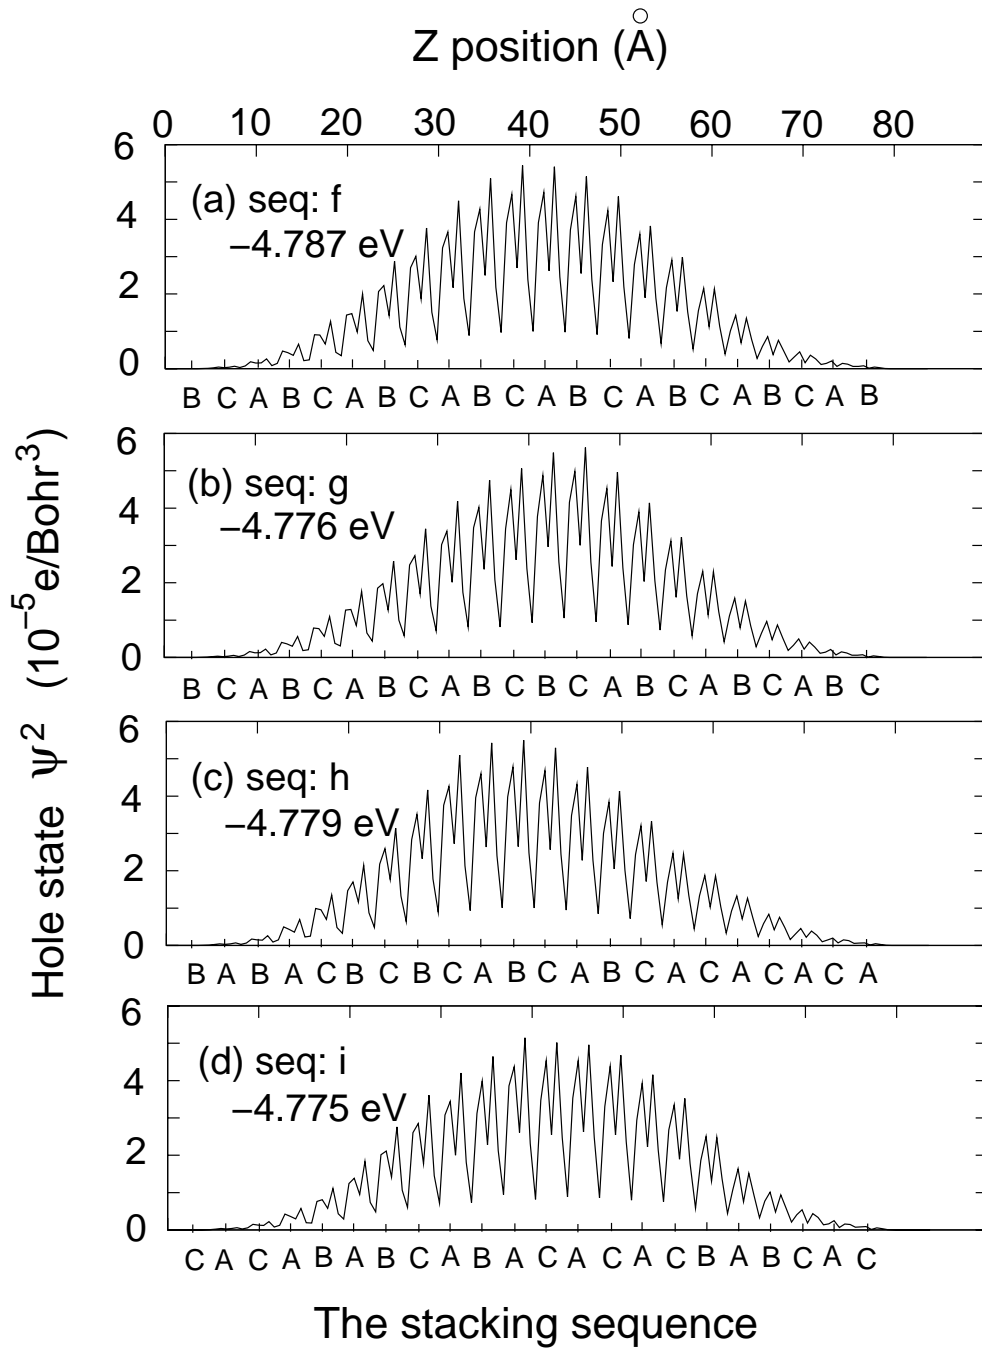 Z position (Å)
0 10 20 30 40 50 60 70 80
6
4
2
0
(a) seq: f
−4.787 eV
B C A B C A B C A B C A B C A B C A B C A B
6
4
2
0
(b) seq: g
−4.776 eV
B C A B C A B C A B C B C A B C A B C A B C
6
4
2
0
(c) seq: h
−4.779 eV
B A B A C B C B C A B C A B C A C A C A C A
6
4
2
0
(d) seq: i
−4.775 eV
C A C A B A B C A B A C A C A C B A B C A C
Hole state ψ² (10⁻⁵e/Bohr³)
The stacking sequence